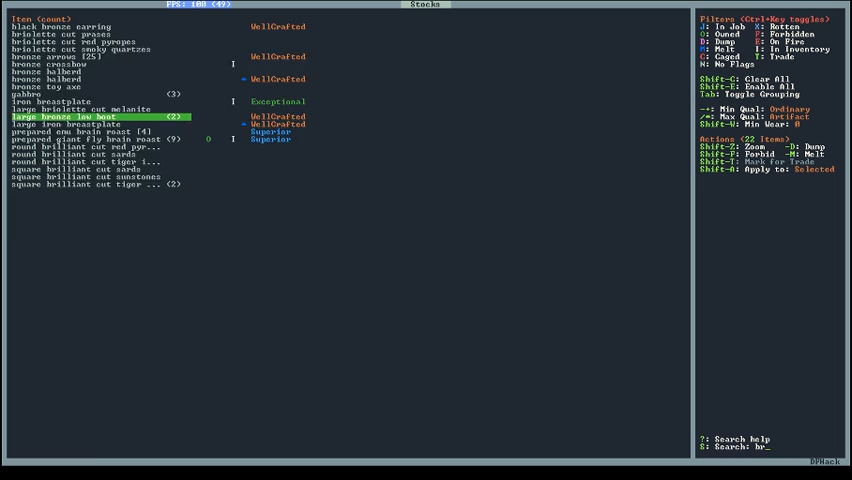 FPS: 100 (49)
Stocks
Item (count)
black bronze earring WellCrafted
briolette cut prases
briolette cut red pyropes
briolette cut smoky quartzes
bronze arrows [25] WellCrafted
bronze crossbow I
bronze halberd
bronze halberd WellCrafted
bronze toy axe
gabbro (3)
iron breastplate I Exceptional
large briolette cut melanite
large bronze low boot (2) WellCrafted
large iron breastplate WellCrafted
prepared emu brain roast [4] Superior
prepared giant fly brain roast (9) O I Superior
round brilliant cut red pyr...
round brilliant cut sards
round brilliant cut tiger i...
square brilliant cut sards
square brilliant cut sunstones
square brilliant cut tiger ... (2)
Filters (Ctrl+Key toggles)
J: In Job X: Rotten
O: Owned F: Forbidden
D: Dump E: On Fire
M: Melt I: In Inventory
C: Caged T: Trade
N: No Flags
Shift-C: Clear All
Shift-E: Enable All
Tab: Toggle Grouping
-+: Min Qual: Ordinary
/*: Max Qual: Artifact
Shift-W: Min Wear: 0
Actions (22 Items)
Shift-Z: Zoom -D: Dump
Shift-F: Forbid -M: Melt
Shift-T: Mark for Trade
Shift-A: Apply to: Selected
?: Search help
S: Search: br_
DFHack